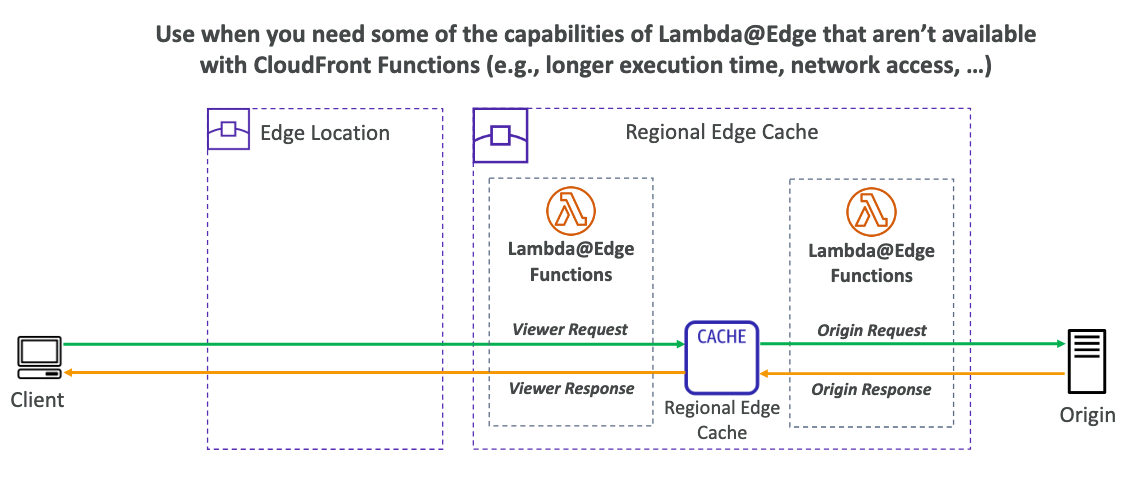 Use when you need some of the capabilities of Lambda@Edge that aren’t available
with CloudFront Functions (e.g., longer execution time, network access, …)
Edge Location
Regional Edge Cache
Lambda@Edge
Functions
Lambda@Edge
Functions
Viewer Request
CACHE
Origin Request
Viewer Response
Origin Response
Client
Regional Edge
Cache
Origin